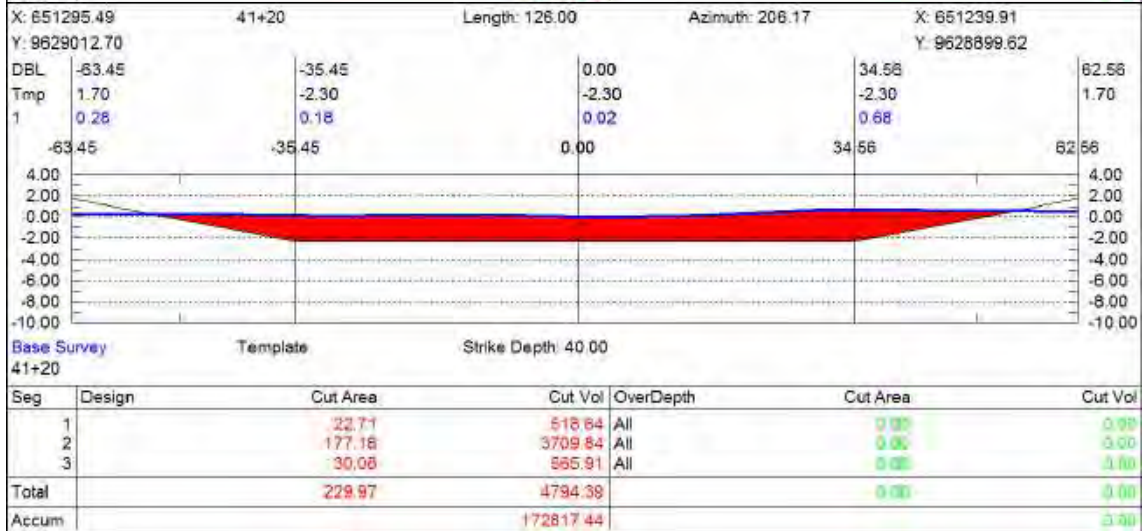 X: 651295.49 41+20 Length: 126.00 Azimuth: 206.17 X: 651239.91
Y: 9629012.70 Y: 9628899.62
DBL -63.45 -35.45 0.00 34.56 62.56
Tmp 1.70 -2.30 -2.30 -2.30 1.70
1 0.28 0.18 0.02 0.68
-63.45 -35.45 0.00 34.56 62.56
4.00 4.00
2.00 2.00
0.00 0.00
-2.00 -2.00
-4.00 -4.00
-6.00 -6.00
-8.00 -8.00
-10.00 -10.00
Base Survey Template Strike Depth: 40.00
41+20
Seg Design Cut Area Cut Vol OverDepth Cut Area Cut Vol
1 22.71 518.64 All 0.00 0.00
2 177.18 3709.84 All 0.00 0.00
3 30.08 565.91 All 0.00 0.00
Total 229.97 4794.39 0.00 0.00
Accum 172817.44 0.00